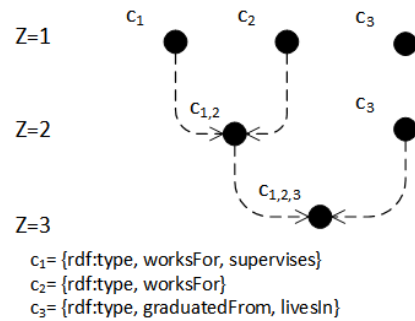 Z=1 c₁ c₂ c₃
Z=2 c₁,₂ c₃
c₁,₂,₃
Z=3
c₁= {rdf:type, worksFor, supervises}
c₂= {rdf:type, worksFor}
c₃= {rdf:type, graduatedFrom, livesIn}